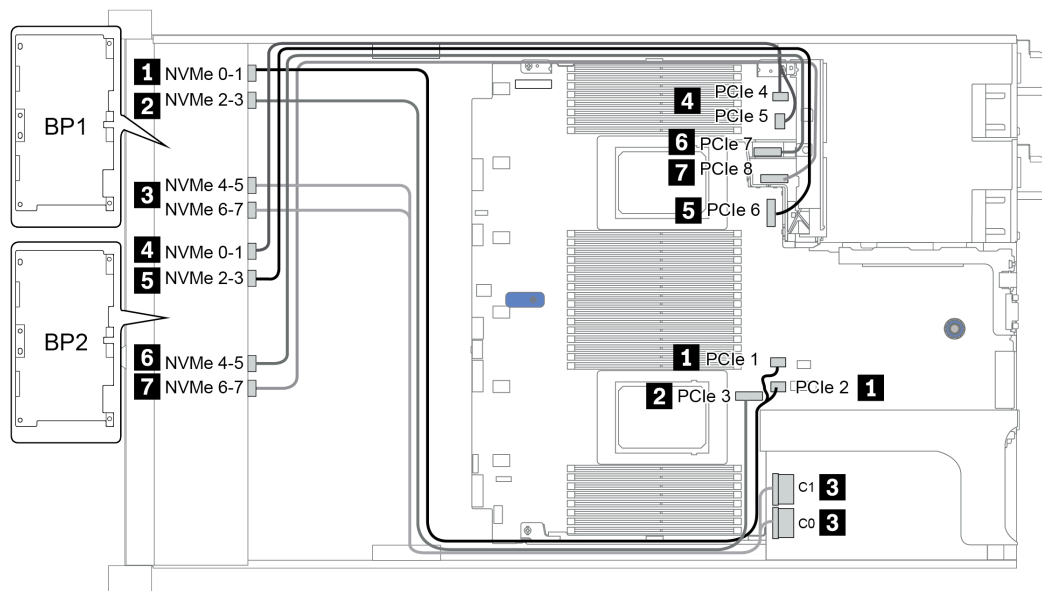 BP1
1 NVMe 0-1
2 NVMe 2-3
3 NVMe 4-5
NVMe 6-7
BP2
4 NVMe 0-1
5 NVMe 2-3
6 NVMe 4-5
7 NVMe 6-7
4 PCIe 4
PCIe 5
6 PCIe 7
7 PCIe 8
5 PCIe 6
1 PCIe 1
2 PCIe 3
PCIe 2 1
C1 3
C0 3